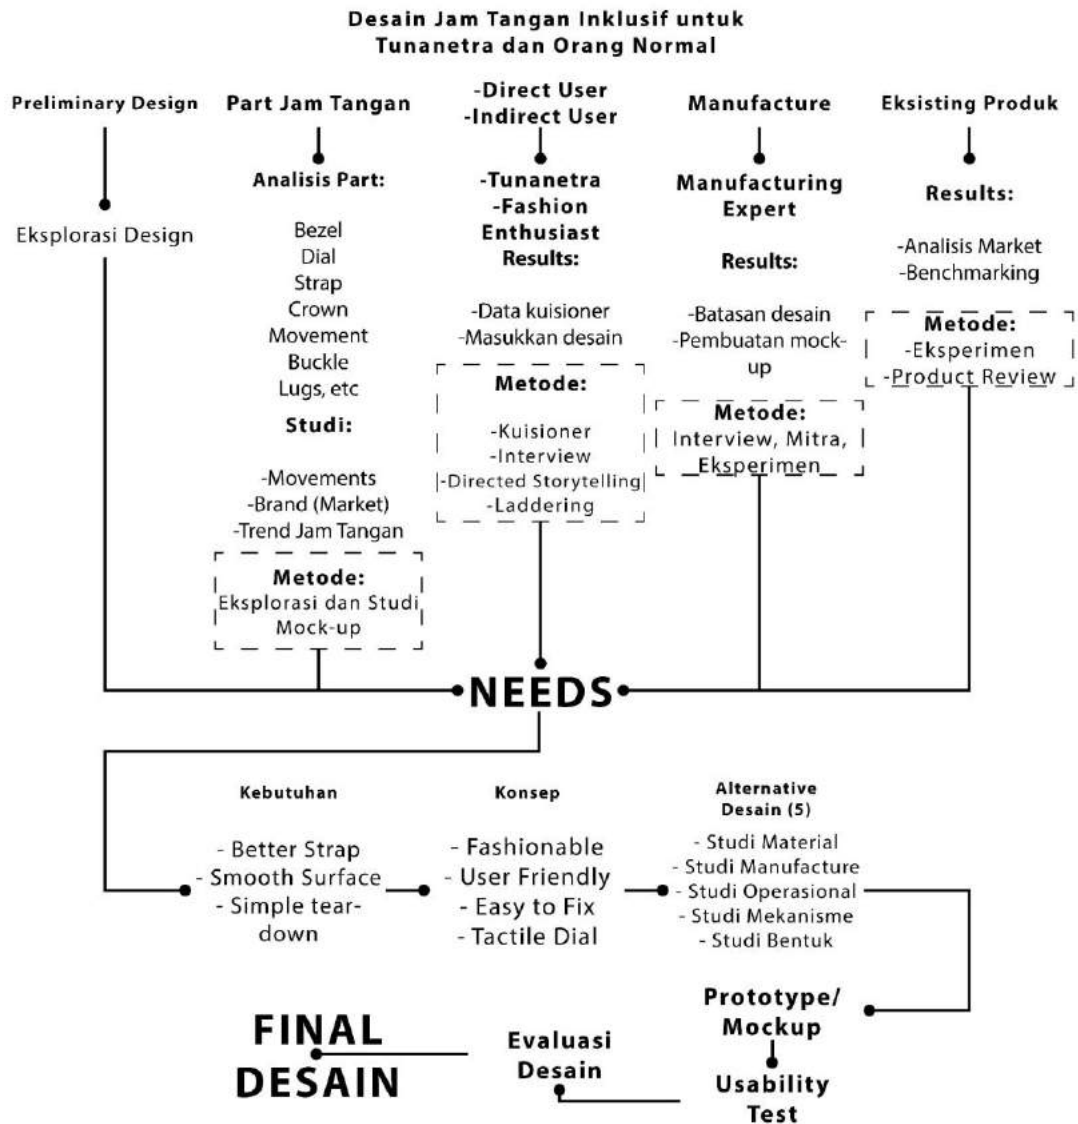 Desain Jam Tangan Inklusif untuk
Tunanetra dan Orang Normal
Preliminary Design
Eksplorasi Design
Part Jam Tangan
Analisis Part:
Bezel
Dial
Strap
Crown
Movement
Buckle
Lugs, etc
Studi:
-Movements
-Brand (Market)
-Trend Jam Tangan
Metode:
Eksplorasi dan Studi
Mock-up
-Direct User
-Indirect User
-Tunanetra
-Fashion
Enthusiast
Results:
-Data kuisioner
-Masukkan desain
Metode:
-Kuisioner
-Interview
-Directed Storytelling
-Laddering
Manufacture
Manufacturing
Expert
Results:
-Batasan desain
-Pembuatan mock-
up
Metode:
Interview, Mitra,
Eksperimen
Eksisting Produk
Results:
-Analisis Market
-Benchmarking
Metode:
-Eksperimen
-Product Review
NEEDS
Kebutuhan
- Better Strap
- Smooth Surface
- Simple tear-
down
Konsep
- Fashionable
- User Friendly
- Easy to Fix
- Tactile Dial
Alternative
Desain (5)
- Studi Material
- Studi Manufacture
- Studi Operasional
- Studi Mekanisme
- Studi Bentuk
Prototype/
Mockup
Usability
Test
Evaluasi
Desain
FINAL
DESAIN